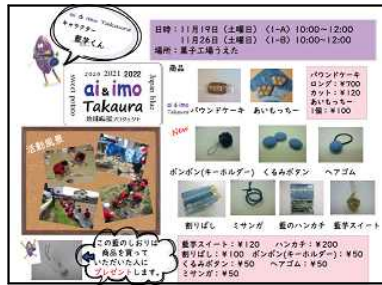 ai & imo
Takaura
キャラクター
藍芋くん
日時：11月19日（土曜日）（1-A）10:00~12:00
11月26日（土曜日）（1-B）10:00~12:00
場所：菓子工場うえた
2020 2021 2022
ai & imo
Takaura
Japan blue
sweet potato
活動風景
商品
ai & imo
Takaura
パウンドケーキ
あいもっちー
パウンドケーキ
ロング：¥700
カット：¥120
あいもっちー
1個：¥100
New
ボンボン(キーホルダー)
くるみボタン
ヘアゴム
割りばし
ミサンガ
藍のハンカチ
藍芋スイート
この藍のしおりは
商品を買って
いただいた人に
プレゼントします。
藍芋スイート：¥120 ハンカチ：¥200
割りばし：¥100 ボンボン(キーホルダー)：¥50
くるみボタン：¥50 ヘアゴム：¥50
ミサンガ：¥50